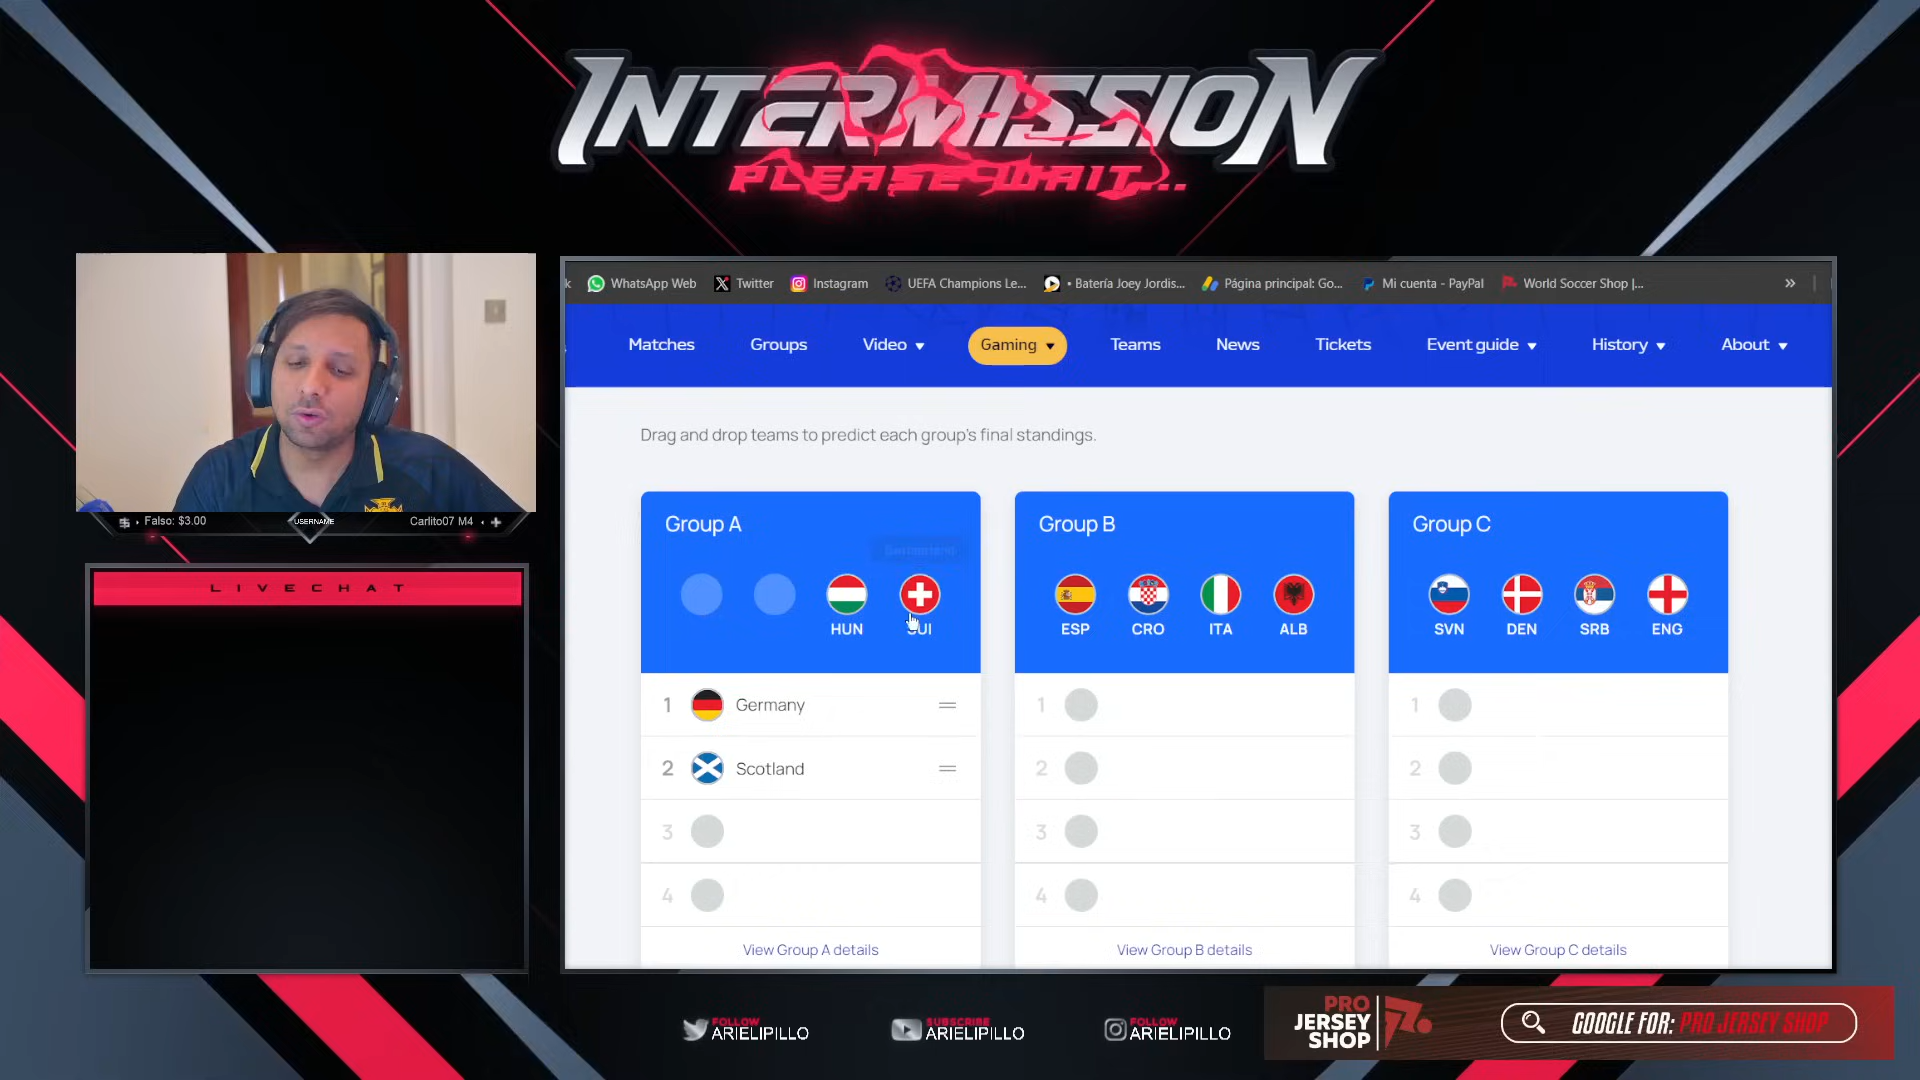 INTERMISSION
PLEASE WAIT...
WhatsApp Web
Twitter
Instagram
UEFA Champions Le...
• Batería Joey Jordis...
Página principal: Go...
Mi cuenta - PayPal
World Soccer Shop |...
»
Matches
Groups
Video
Gaming
Teams
News
Tickets
Event guide
History
About
Drag and drop teams to predict each group's final standings.
Group A
HUN
SUI
1 Germany
2 Scotland
3
4
View Group A details
Group B
ESP
CRO
ITA
ALB
1
2
3
4
View Group B details
Group C
SVN
DEN
SRB
ENG
1
2
3
4
View Group C details
Falso: $3.00
USERNAME
Carlito07 M4
LIVECHAT
FOLLOW
ARIELIPILLO
SUBSCRIBE
ARIELIPILLO
FOLLOW
ARIELIPILLO
PRO
JERSEY
SHOP
GOOGLE FOR: PRO JERSEY SHOP